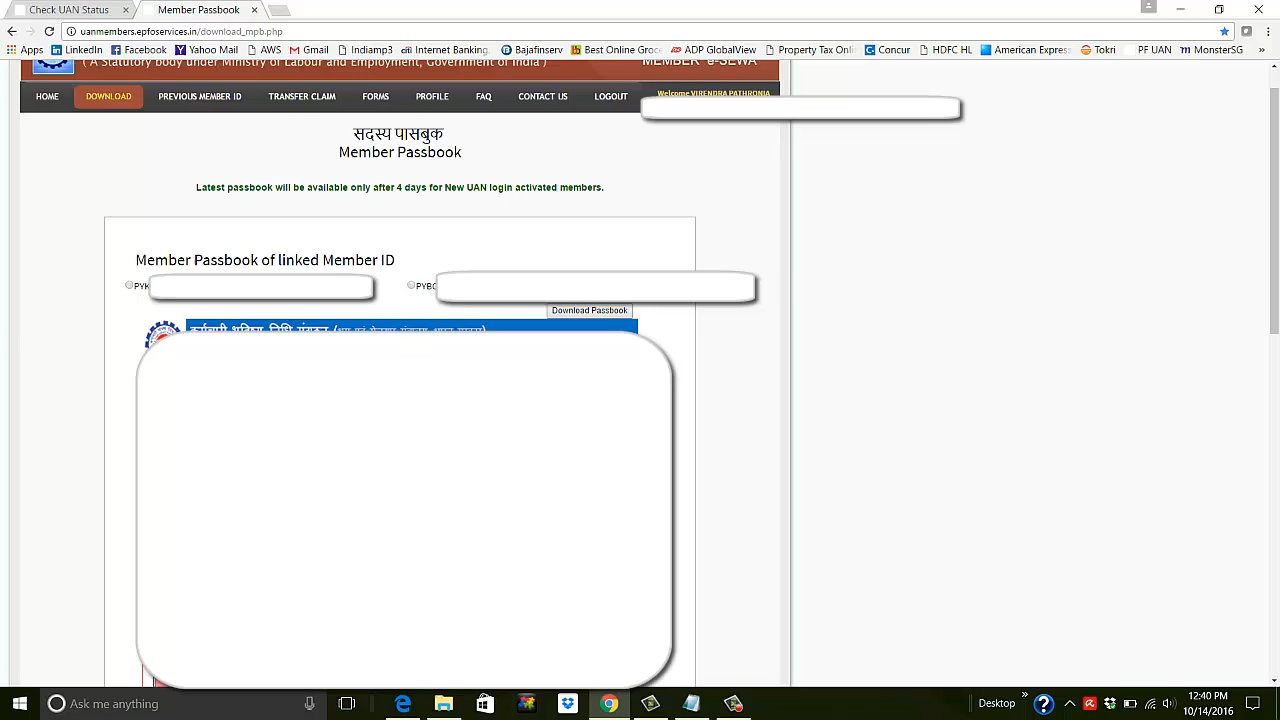 Check UAN Status
Member Passbook
uanmembers.epfoservices.in/download_mpb.php
Apps LinkedIn Facebook Yahoo Mail AWS Gmail Indiamp3 Internet Banking Bajafinserv Best Online Groc ADP GlobalView Property Tax Onli Concur HDFC HL American Express Tokri PF UAN MonsterSG »
( A Statutory body under Ministry of Labour and Employment, Government of India )
MEMBER e-SEWA
HOME DOWNLOAD PREVIOUS MEMBER ID TRANSFER CLAIM FORMS PROFILE FAQ CONTACT US LOGOUT
Welcome VIRENDRA PATHRONIA
सदस्य पासबुक
Member Passbook
Latest passbook will be available only after 4 days for New UAN login activated members.
Member Passbook of linked Member ID
PYK PYBO
Download Passbook
कर्मचारी भविष्य निधि संगठन
Ask me anything
Desktop
»
12:40 PM
10/14/2016